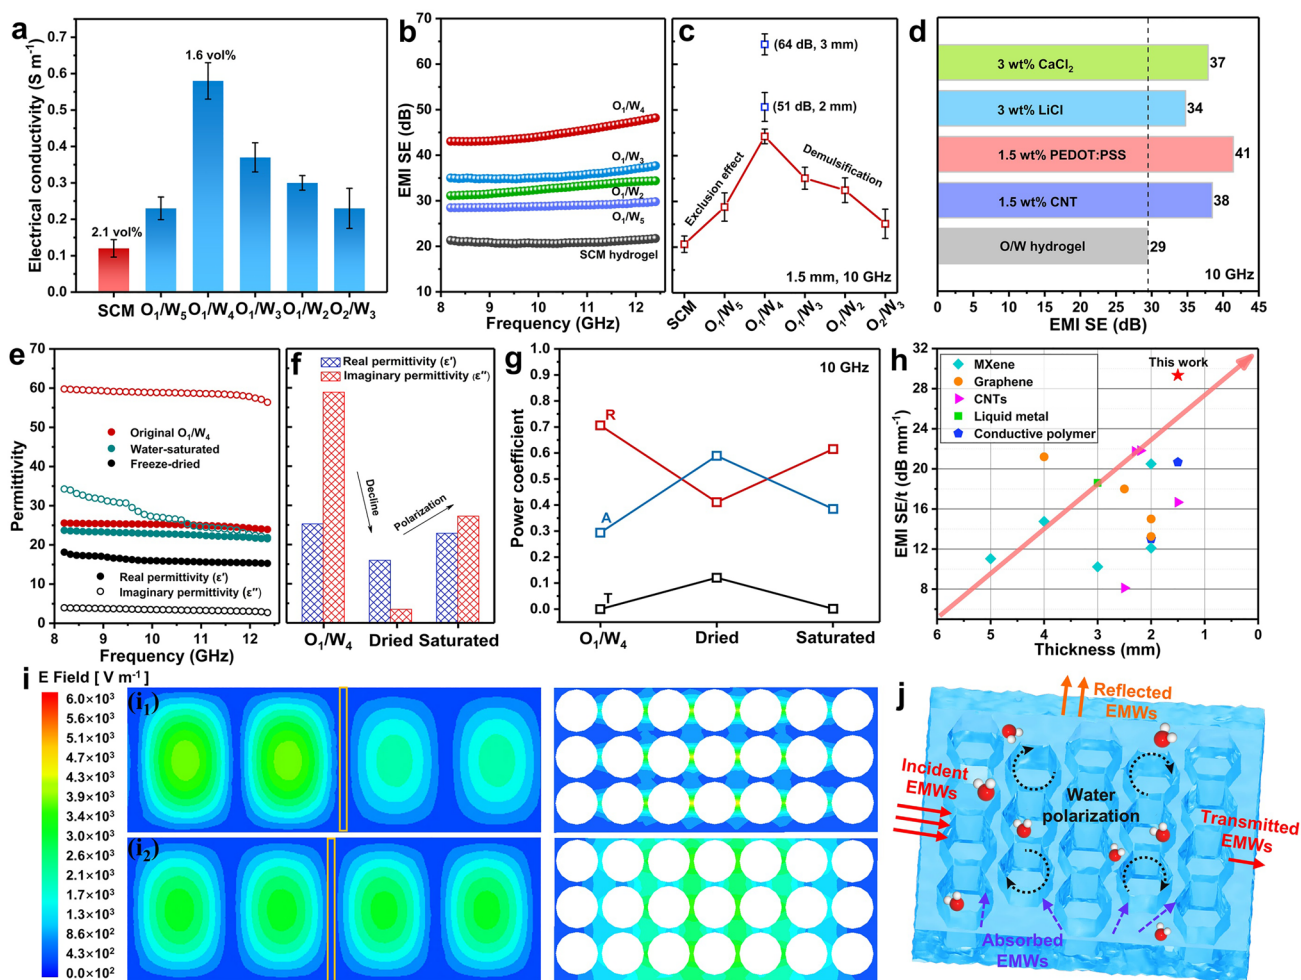 a
Electrical conductivity (S m⁻¹)
0.7
0.6
0.5
0.4
0.3
0.2
0.1
0.0
1.6 vol%
2.1 vol%
SCM O₁/W₅ O₁/W₄ O₁/W₃ O₁/W₂ O₂/W₃
b
EMI SE (dB)
70
60
50
40
30
20
10
O₁/W₄
O₁/W₃
O₁/W₂
O₁/W₅
SCM hydrogel
9 10 11 12
Frequency (GHz)
c
(64 dB, 3 mm)
(51 dB, 2 mm)
Exclusion effect
Demulsification
1.5 mm, 10 GHz
SCM O₁/W₅ O₁/W₄ O₁/W₃ O₁/W₂ O₂/W₃
d
3 wt% CaCl₂ 37
3 wt% LiCl 34
1.5 wt% PEDOT:PSS 41
1.5 wt% CNT 38
O/W hydrogel 29
10 GHz
0 5 10 15 20 25 30 35 40 45
EMI SE (dB)
e
Permittivity
70
60
50
40
30
20
10
0
Original O₁/W₄
Water-saturated
Freeze-dried
Real permittivity (ε′)
Imaginary permittivity (ε″)
8 9 10 11 12
Frequency (GHz)
f
Real permittivity (ε′)
Imaginary permittivity (ε″)
Decline
Polarization
O₁/W₄ Dried Saturated
g
Power coefficient
1.0
0.9
0.8
0.7
0.6
0.5
0.4
0.3
0.2
0.1
0.0
10 GHz
R
A
T
O₁/W₄ Dried Saturated
h
EMI SE/t (dB mm⁻¹)
32
28
24
20
16
12
8
MXene
Graphene
CNTs
Liquid metal
Conductive polymer
This work
6 5 4 3 2 1 0
Thickness (mm)
i
E Field [ V m⁻¹]
6.0×10³
5.6×10³
5.1×10³
4.7×10³
4.3×10³
3.9×10³
3.4×10³
3.0×10³
2.6×10³
2.1×10³
1.7×10³
1.3×10³
8.6×10²
4.3×10²
0.0×10²
(i₁)
(i₂)
j
Reflected
EMWs
Incident
EMWs
Water
polarization
Transmitted
EMWs
Absorbed
EMWs